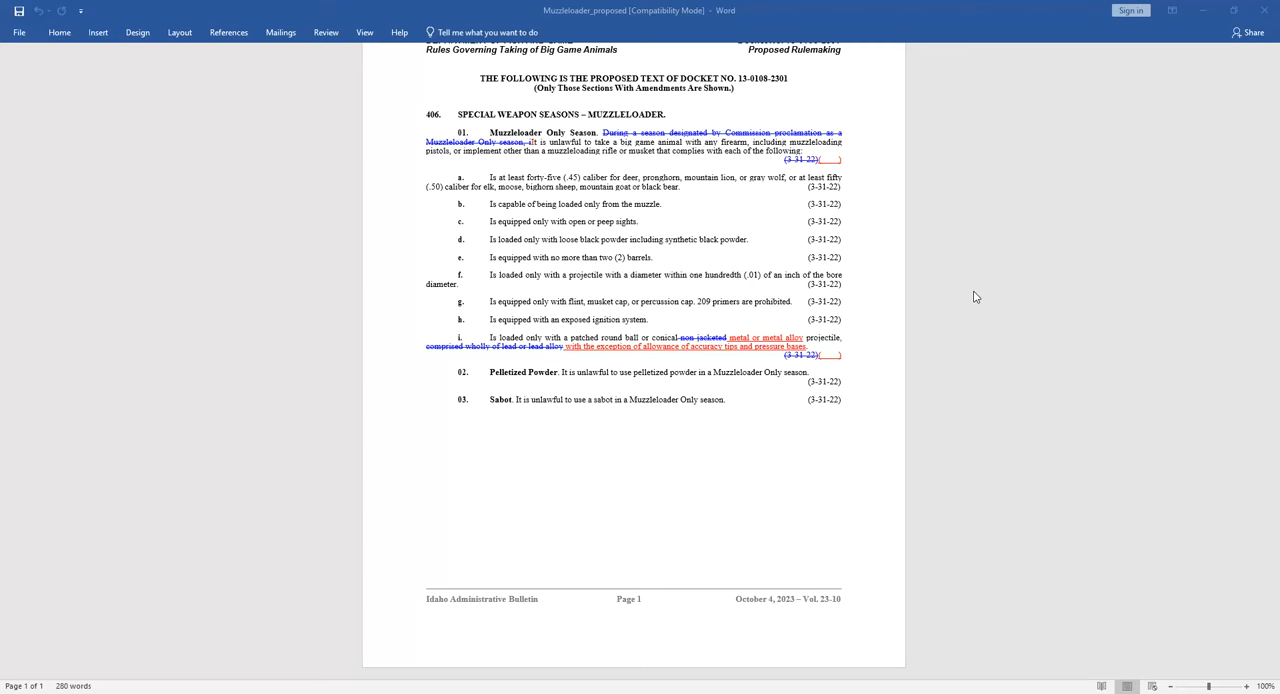 Muzzleloader_proposed [Compatibility Mode] - Word
Sign in
File Home Insert Design Layout References Mailings Review View Help Tell me what you want to do Share
Rules Governing Taking of Big Game Animals Proposed Rulemaking
THE FOLLOWING IS THE PROPOSED TEXT OF DOCKET NO. 13-0108-2301
(Only Those Sections With Amendments Are Shown.)
406. SPECIAL WEAPON SEASONS – MUZZLELOADER.
01. Muzzleloader Only Season. During a season designated by Commission proclamation as a
Muzzleloader Only season, iIt is unlawful to take a big game animal with any firearm, including muzzleloading
pistols, or implement other than a muzzleloading rifle or musket that complies with each of the following:
(3-31-22)( )
a. Is at least forty-five (.45) caliber for deer, pronghorn, mountain lion, or gray wolf, or at least fifty
(.50) caliber for elk, moose, bighorn sheep, mountain goat or black bear. (3-31-22)
b. Is capable of being loaded only from the muzzle. (3-31-22)
c. Is equipped only with open or peep sights. (3-31-22)
d. Is loaded only with loose black powder including synthetic black powder. (3-31-22)
e. Is equipped with no more than two (2) barrels. (3-31-22)
f. Is loaded only with a projectile with a diameter within one hundredth (.01) of an inch of the bore
diameter. (3-31-22)
g. Is equipped only with flint, musket cap, or percussion cap. 209 primers are prohibited. (3-31-22)
h. Is equipped with an exposed ignition system. (3-31-22)
i. Is loaded only with a patched round ball or conical non-jacketed metal or metal alloy projectile,
comprised wholly of lead or lead alloy with the exception of allowance of accuracy tips and pressure bases.
(3-31-22)( )
02. Pelletized Powder. It is unlawful to use pelletized powder in a Muzzleloader Only season.
(3-31-22)
03. Sabot. It is unlawful to use a sabot in a Muzzleloader Only season. (3-31-22)
Idaho Administrative Bulletin Page 1 October 4, 2023 – Vol. 23-10
Page 1 of 1 280 words 100%